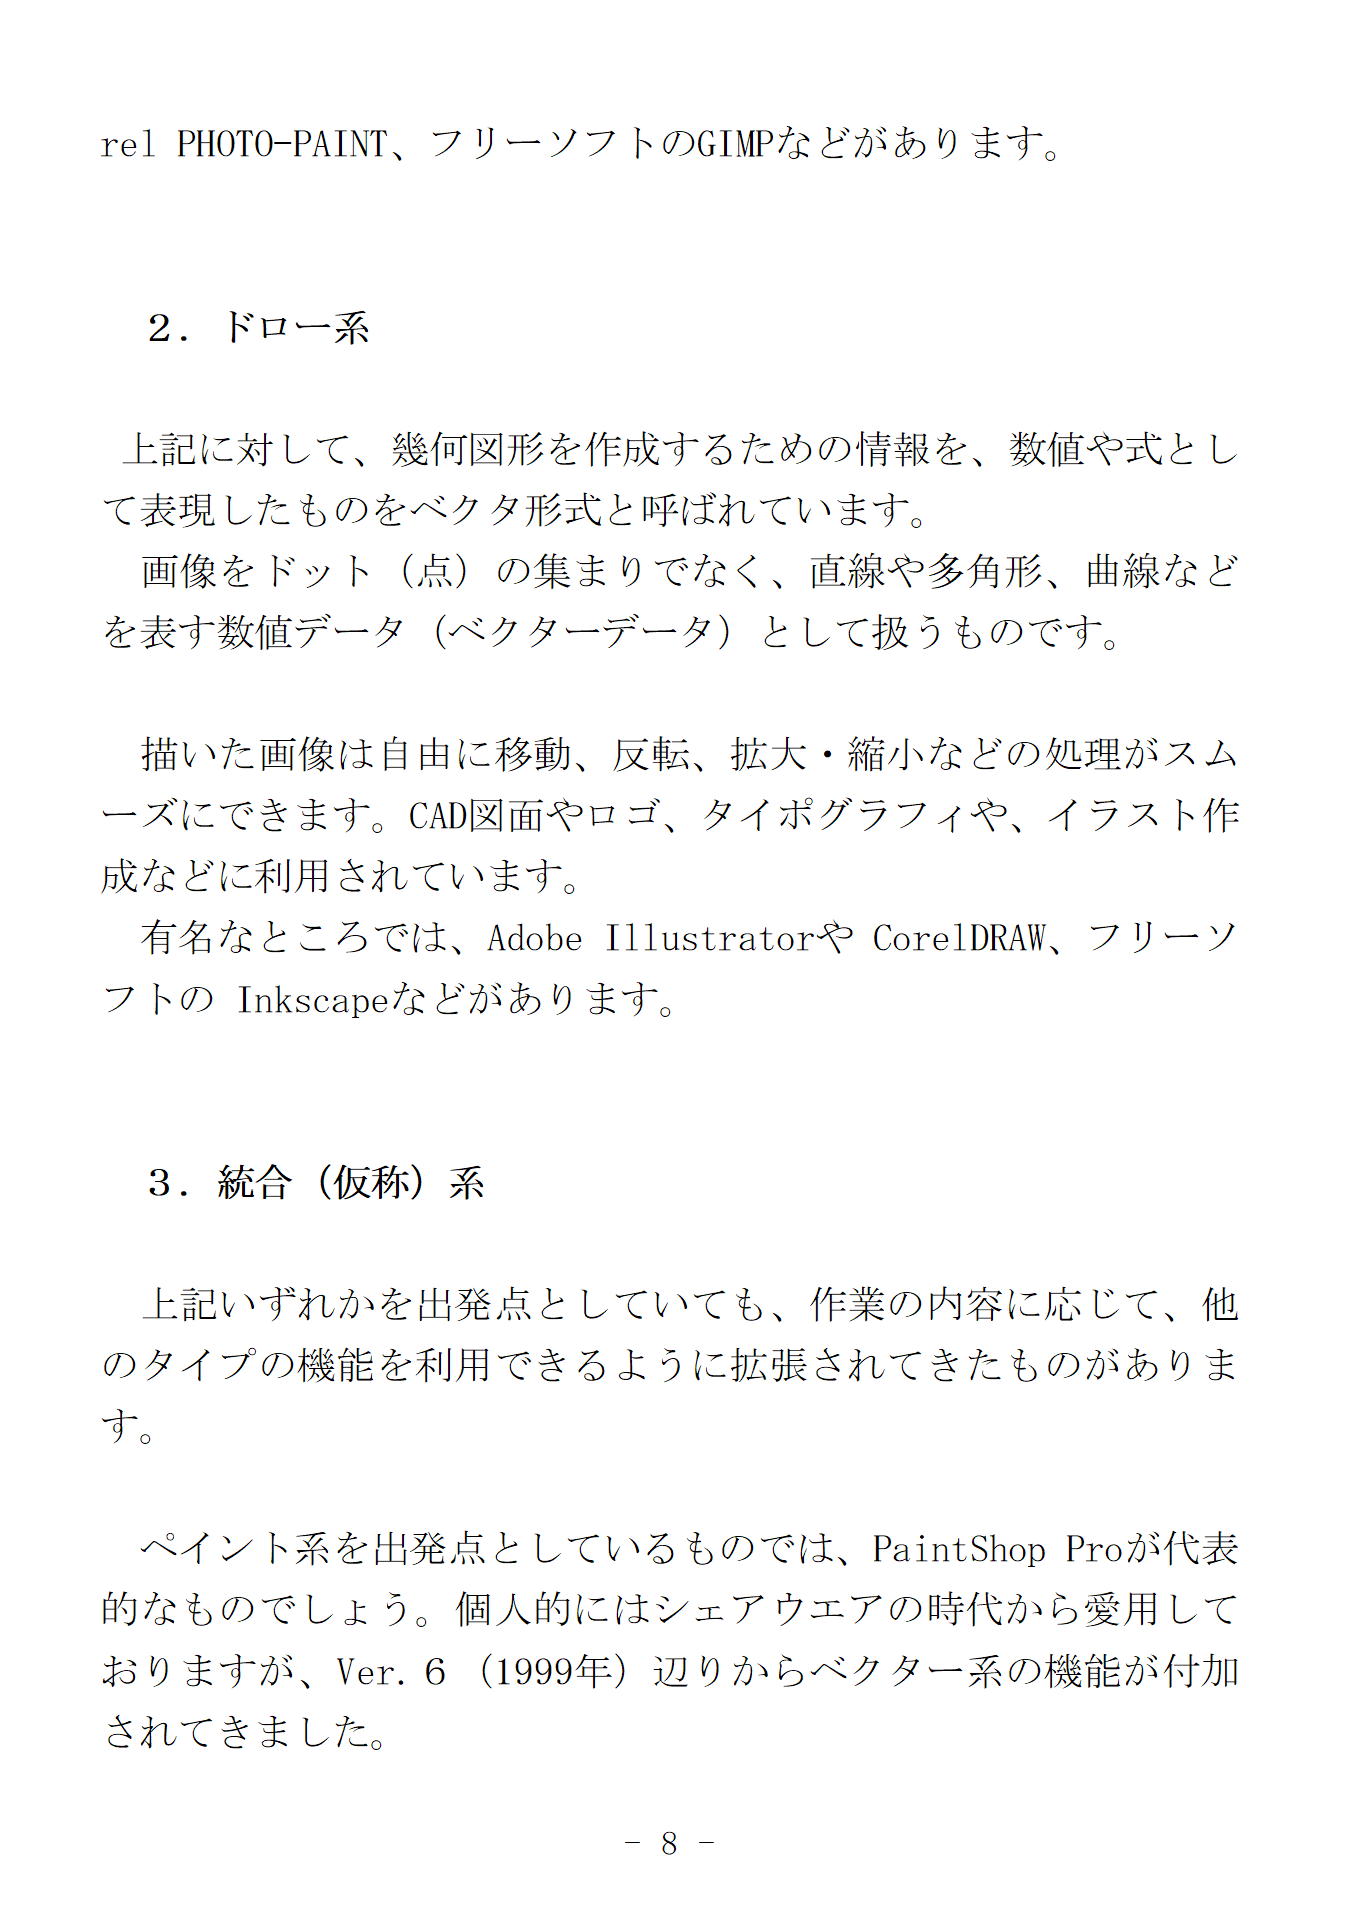 rel PHOTO-PAINT、フリーソフトのGIMPなどがあります。
２．ドロー系
上記に対して、幾何図形を作成するための情報を、数値や式とし
て表現したものをベクタ形式と呼ばれています。
画像をドット（点）の集まりでなく、直線や多角形、曲線など
を表す数値データ（ベクターデータ）として扱うものです。
描いた画像は自由に移動、反転、拡大・縮小などの処理がスム
ーズにできます。CAD図面やロゴ、タイポグラフィや、イラスト作
成などに利用されています。
有名なところでは、Adobe Illustratorや CorelDRAW、フリーソ
フトの Inkscapeなどがあります。
３．統合（仮称）系
上記いずれかを出発点としていても、作業の内容に応じて、他
のタイプの機能を利用できるように拡張されてきたものがありま
す。
ペイント系を出発点としているものでは、PaintShop Proが代表
的なものでしょう。個人的にはシェアウエアの時代から愛用して
おりますが、Ver.６（1999年）辺りからベクター系の機能が付加
されてきました。
- 8 -